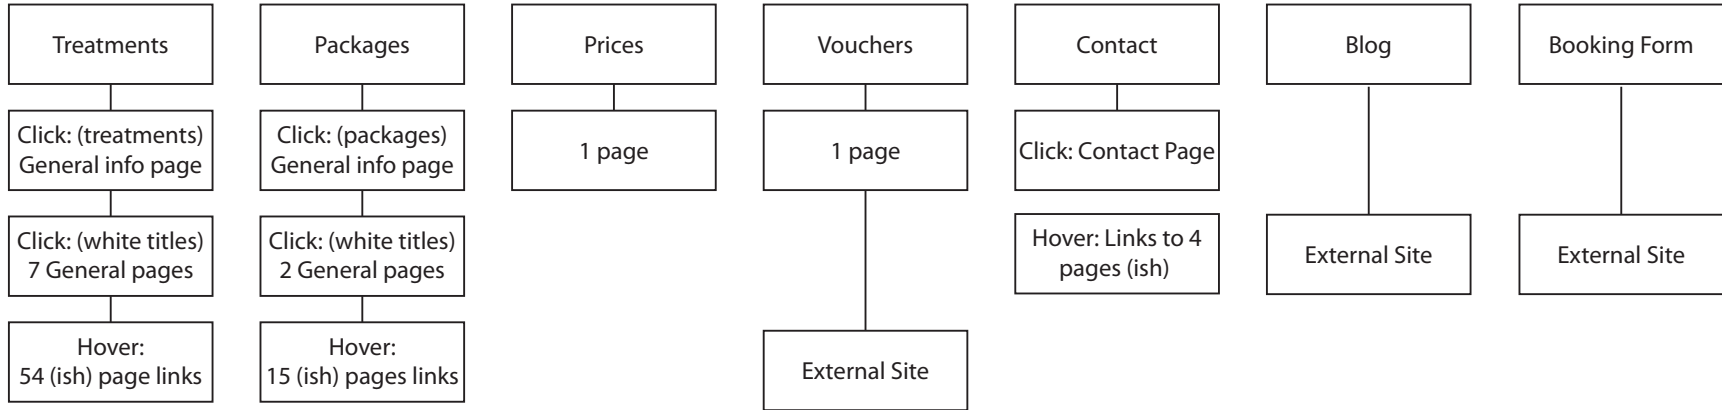 Treatments
Packages
Prices
Vouchers
Contact
Blog
Booking Form
Click: (treatments)
General info page
Click: (packages)
General info page
1 page
1 page
Click: Contact Page
Click: (white titles)
7 General pages
Click: (white titles)
2 General pages
Hover: Links to 4
pages (ish)
External Site
External Site
Hover:
54 (ish) page links
Hover:
15 (ish) pages links
External Site